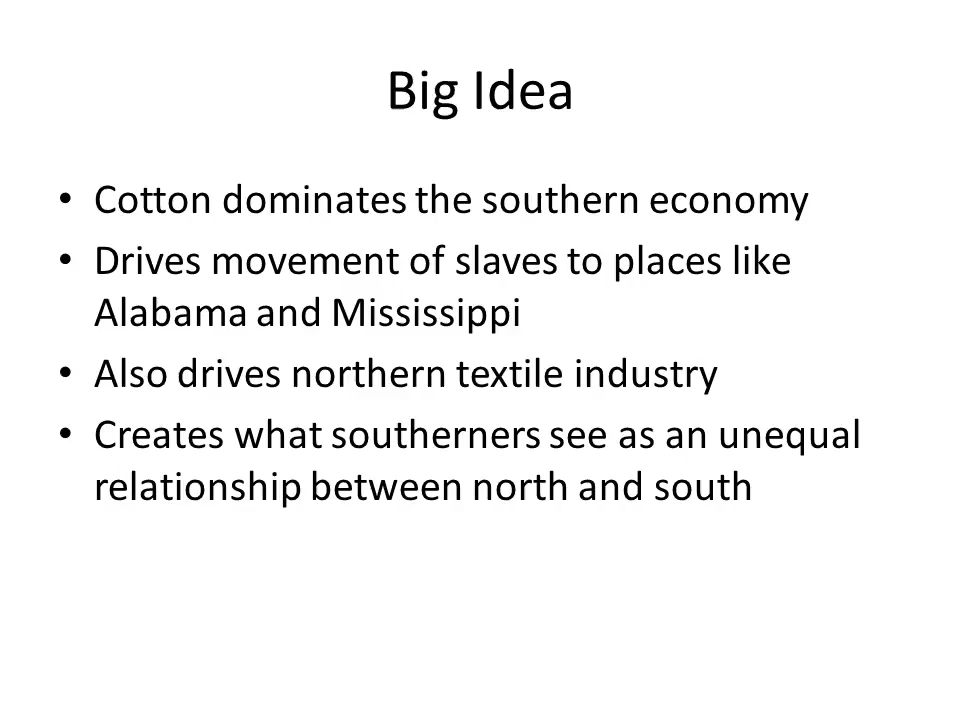 Big Idea
• Cotton dominates the southern economy
• Drives movement of slaves to places like
Alabama and Mississippi
• Also drives northern textile industry
• Creates what southerners see as an unequal
relationship between north and south